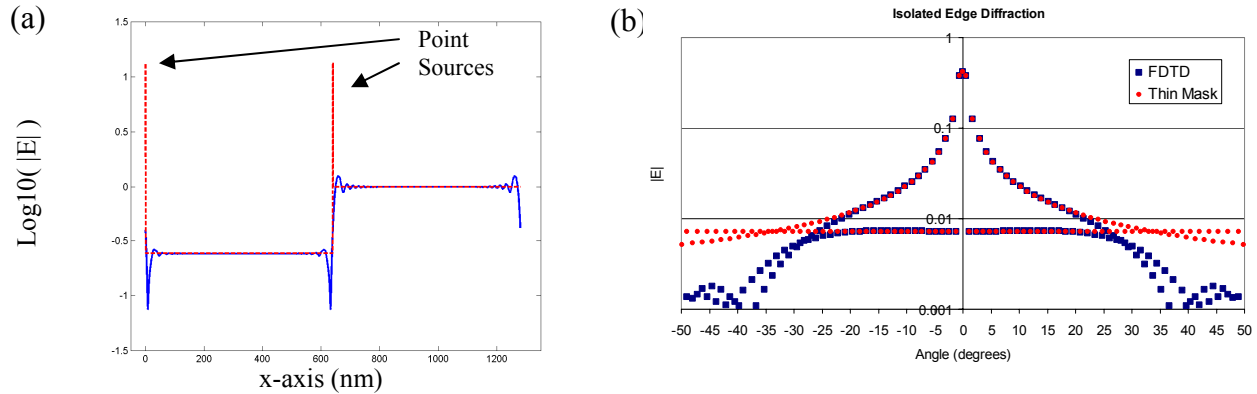 (a)
1.5
1
0.5
0
-0.5
-1
-1.5
0
200
400
600
800
1000
1200
Log10( |E| )
x-axis (nm)
Point
Sources
(b)
Isolated Edge Diffraction
1
0.1
0.01
0.001
|E|
FDTD
Thin Mask
-50 -45 -40 -35 -30 -25 -20 -15 -10 -5 0 5 10 15 20 25 30 35 40 45 50
Angle (degrees)